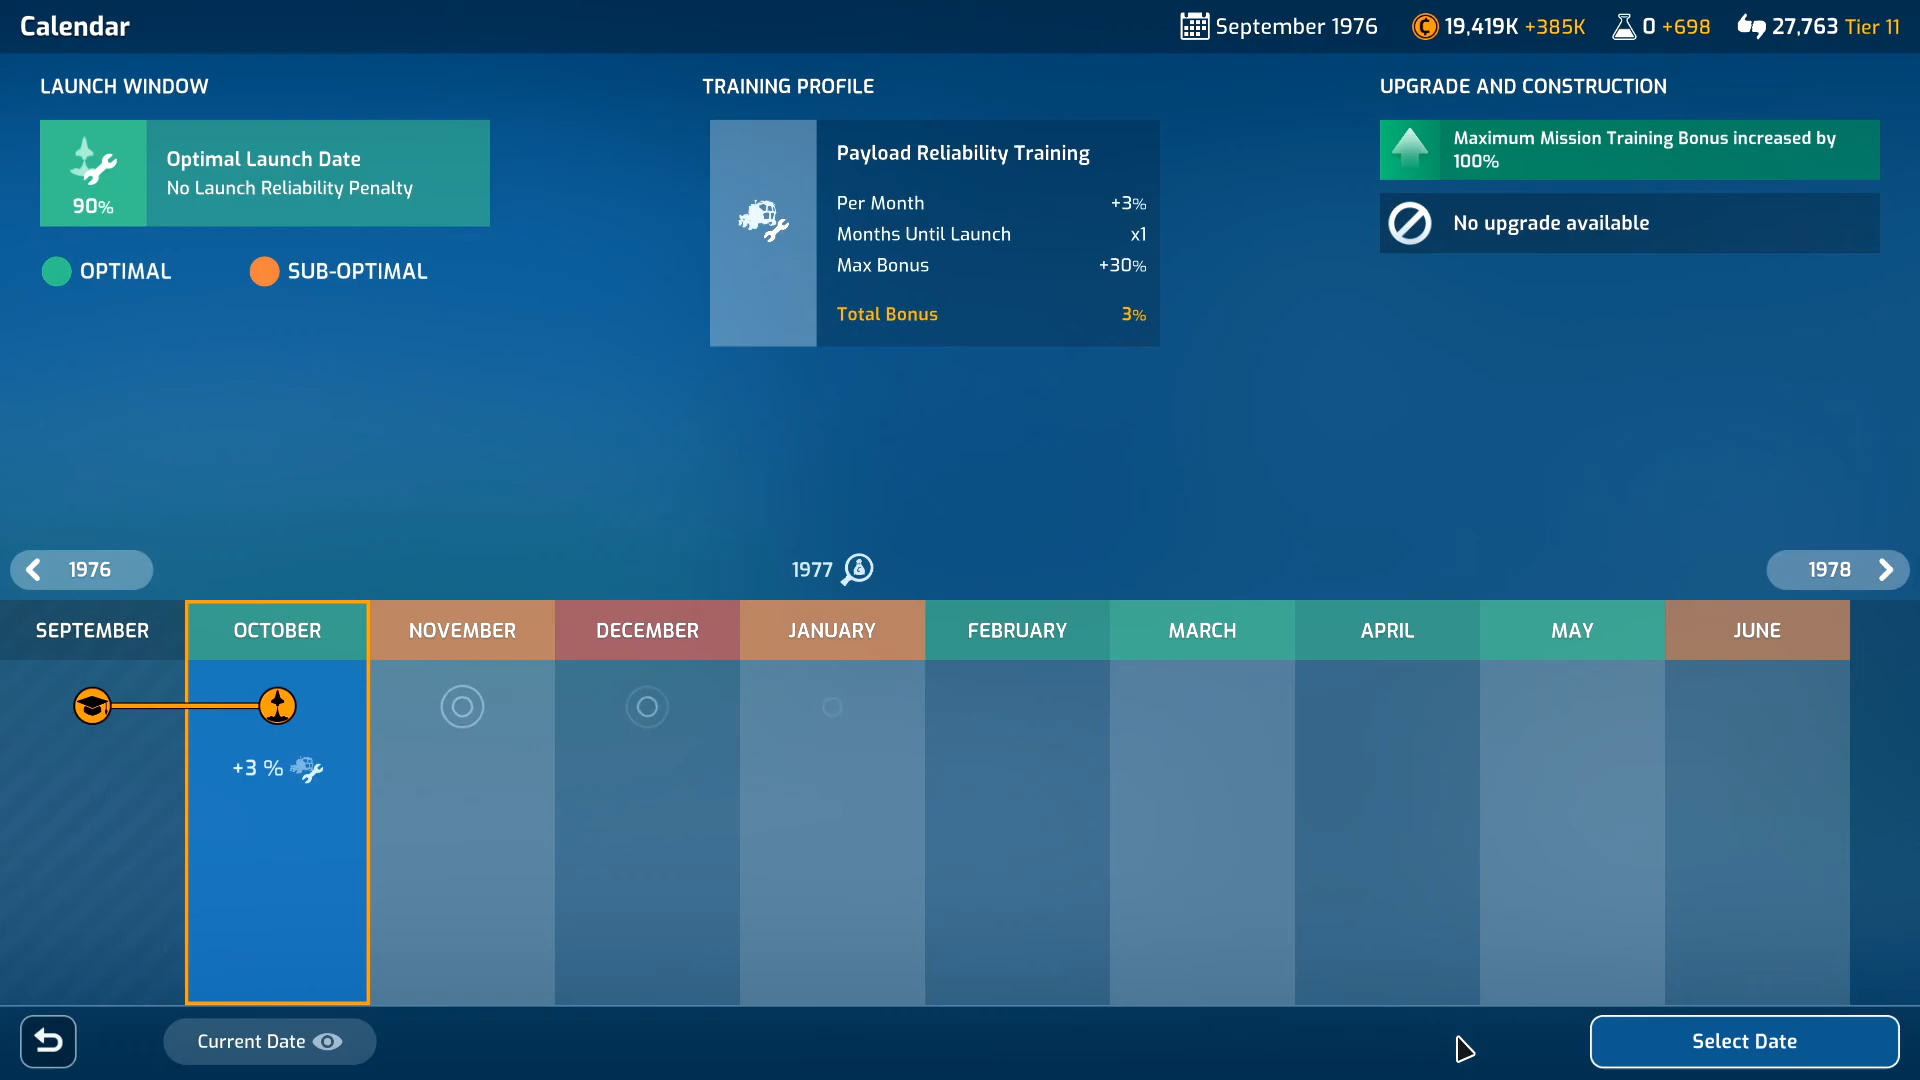 Calendar
September 1976
19,419K +385K
0 +698
27,763 Tier 11
LAUNCH WINDOW
90%
Optimal Launch Date
No Launch Reliability Penalty
OPTIMAL
SUB-OPTIMAL
TRAINING PROFILE
Payload Reliability Training
Per Month +3%
Months Until Launch x1
Max Bonus +30%
Total Bonus 3%
UPGRADE AND CONSTRUCTION
Maximum Mission Training Bonus increased by
100%
No upgrade available
1976
1977
1978
SEPTEMBER
OCTOBER
NOVEMBER
DECEMBER
JANUARY
FEBRUARY
MARCH
APRIL
MAY
JUNE
+3 %
Current Date
Select Date